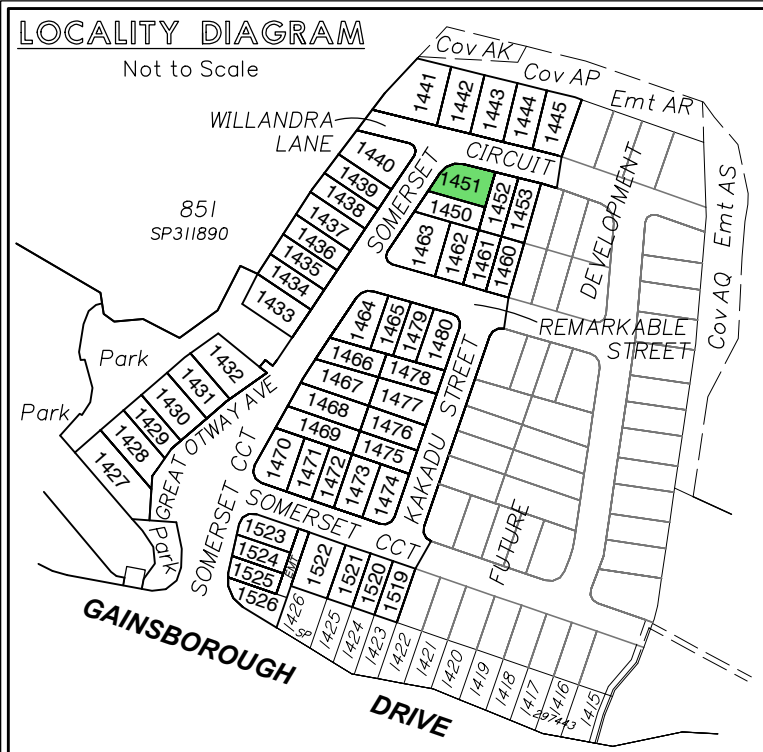 LOCALITY DIAGRAM
Not to Scale
Cov AK
Cov AP
Emt AR
Emt AS
Cov AQ
1441
1442
1443
1444
1445
WILLANDRA
LANE
SOMERSET
CIRCUIT
1440
1439
1438
1437
1436
1435
1434
1433
851
SP311890
1451
1452
1453
1450
1463
1462
1461
1460
DEVELOPMENT
REMARKABLE
STREET
1464
1465
1479
1480
1466
1478
1467
1477
1468
1476
1469
1475
1470
1471
1472
1473
1474
KAKADU STREET
Park
Park
1432
1431
1430
1429
1428
1427
GREAT OTWAY AVE
Park
SOMERSET CCT
SOMERSET CCT
FUTURE
1523
1524
1525
1526
EMT
1522
1521
1520
1519
1426
SP
1425
1424
1423
1422
1421
1420
1419
1418
1417
1416
1415
297443
GAINSBOROUGH
DRIVE